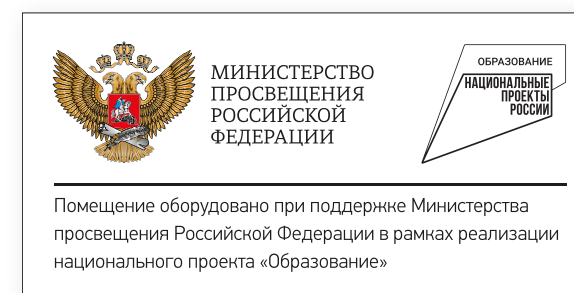 МИНИСТЕРСТВО
ПРОСВЕЩЕНИЯ
РОССИЙСКОЙ
ФЕДЕРАЦИИ
ОБРАЗОВАНИЕ
НАЦИОНАЛЬНЫЕ
ПРОЕКТЫ
РОССИИ
Помещение оборудовано при поддержке Министерства
просвещения Российской Федерации в рамках реализации
национального проекта «Образование»